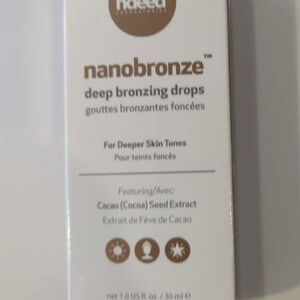 ndeed
LABORATORIES
nanobronze™
deep bronzing drops
gouttes bronzantes foncées
For Deeper Skin Tones
Pour teints foncés
Featuring/Avec:
Cacao (Cocoa) Seed Extract
Extrait de Fève de Cacao
net 1.0 US fl. oz. / 30 ml e